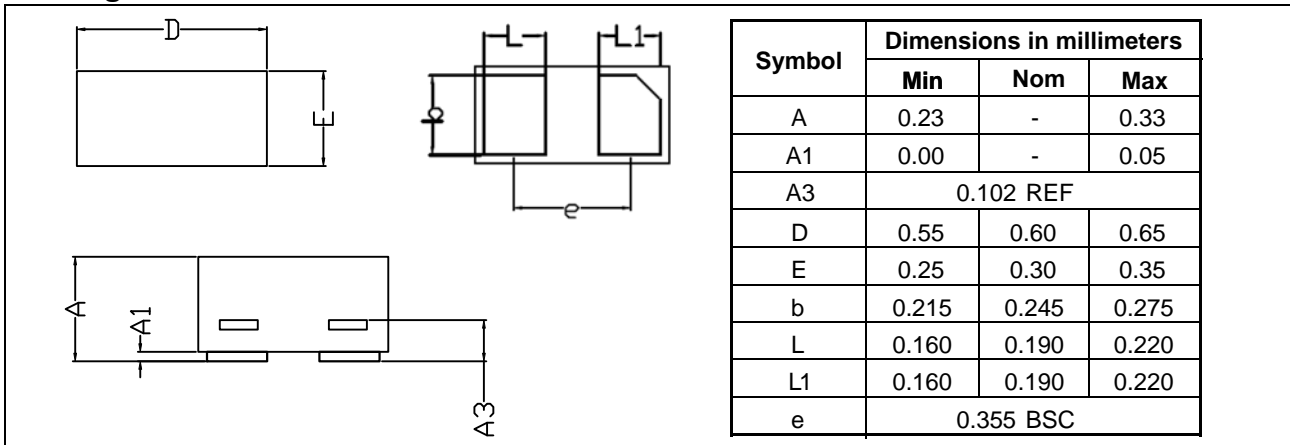 D
E
L
L1
b
e
A
A1
A3
Symbol Dimensions in millimeters
Min Nom Max
A 0.23 - 0.33
A1 0.00 - 0.05
A3 0.102 REF
D 0.55 0.60 0.65
E 0.25 0.30 0.35
b 0.215 0.245 0.275
L 0.160 0.190 0.220
L1 0.160 0.190 0.220
e 0.355 BSC